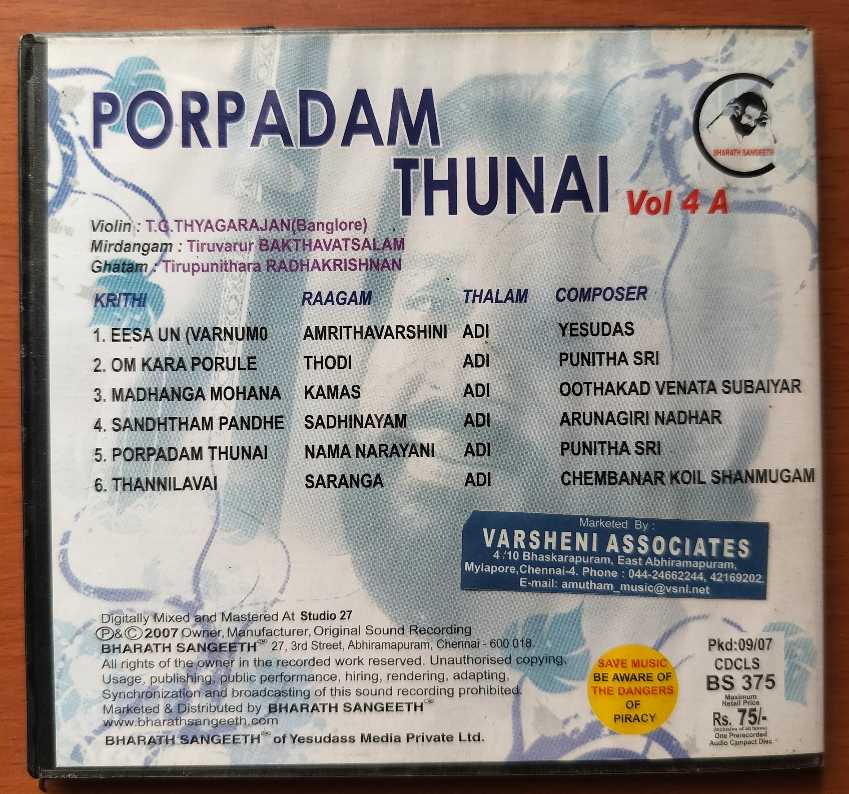 PORPADAM
THUNAI Vol 4 A
BHARATH SANGEETH
Violin : T.G.THYAGARAJAN(Banglore)
Mirdangam : Tiruvarur BAKTHAVATSALAM
Ghatam : Tirupunithara RADHAKRISHNAN
KRITHI RAAGAM THALAM COMPOSER
1. EESA UN (VARNUM0 AMRITHAVARSHINI ADI YESUDAS
2. OM KARA PORULE THODI ADI PUNITHA SRI
3. MADHANGA MOHANA KAMAS ADI OOTHAKAD VENATA SUBAIYAR
4. SANDHTHAM PANDHE SADHINAYAM ADI ARUNAGIRI NADHAR
5. PORPADAM THUNAI NAMA NARAYANI ADI PUNITHA SRI
6. THANNILAVAI SARANGA ADI CHEMBANAR KOIL SHANMUGAM
Marketed By :
VARSHENI ASSOCIATES
4 /10 Bhaskarapuram, East Abhiramapuram,
Mylapore,Chennai-4. Phone : 044-24662244, 42169202
E-mail: amutham_music@vsnl.net
Digitally Mixed and Mastered At Studio 27
Ⓟ&Ⓒ 2007 Owner, Manufacturer, Original Sound Recording
BHARATH SANGEETH 27, 3rd Street, Abhiramapuram, Chennai - 600 018.
All rights of the owner in the recorded work reserved. Unauthorised copying,
Usage, publishing, public performance, hiring, rendering, adapting.
Synchronization and broadcasting of this sound recording prohibited.
Marketed & Distributed by BHARATH SANGEETH
www.bharathsangeeth.com
BHARATH SANGEETH of Yesudass Media Private Ltd.
SAVE MUSIC
BE AWARE OF
THE DANGERS
OF
PIRACY
Pkd:09/07
CDCLS
BS 375
Maximum
Retail Price
Rs. 75/-
(inclusive of all taxes)
One Prerecorded
Audio Compact Disc